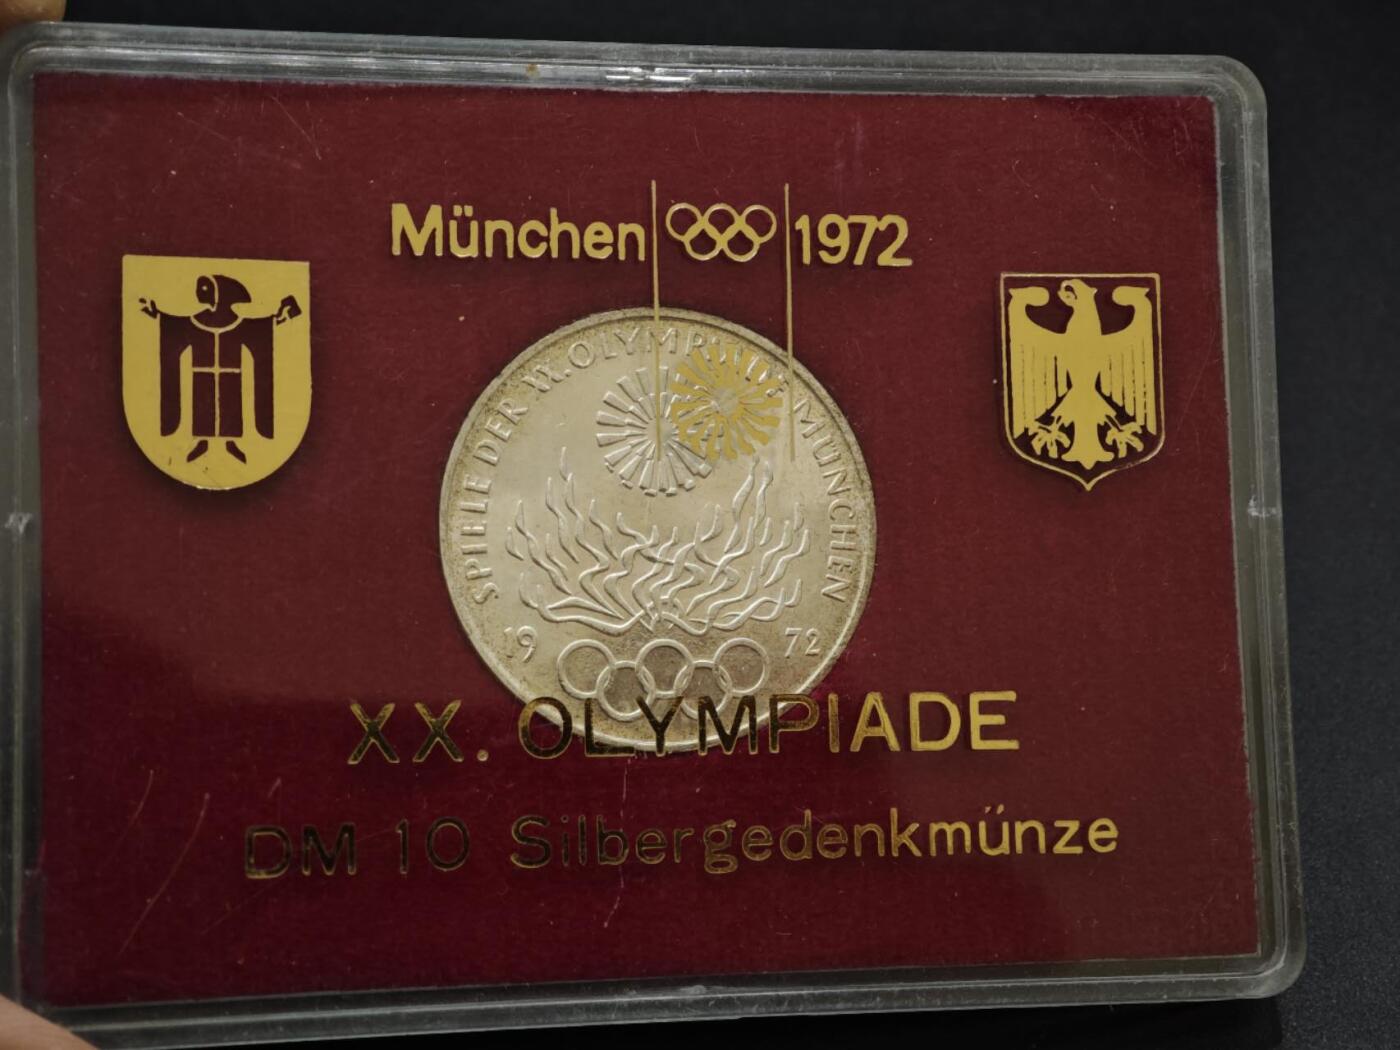 München 1972
SPIELE DER XX. OLYMPIADE MÜNCHEN
19 72
XX. OLYMPIADE
DM 10 Silbergedenkmünze